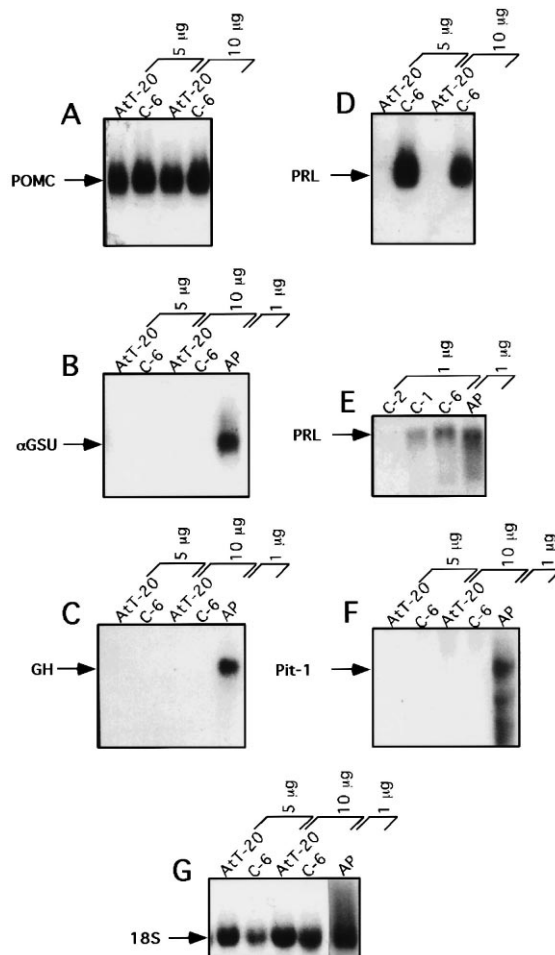 A
5 µg
10 µg
AtT-20
C-6
AtT-20
C-6
POMC
D
5 µg
10 µg
AtT-20
C-6
AtT-20
C-6
PRL
B
5 µg
10 µg
1 µg
AtT-20
C-6
AtT-20
C-6
AP
αGSU
E
1 µg
1 µg
C-2
C-1
C-6
AP
PRL
C
5 µg
10 µg
1 µg
AtT-20
C-6
AtT-20
C-6
AP
GH
F
5 µg
10 µg
1 µg
AtT-20
C-6
AtT-20
C-6
AP
Pit-1
G
5 µg
10 µg
1 µg
AtT-20
C-6
AtT-20
C-6
AP
18S